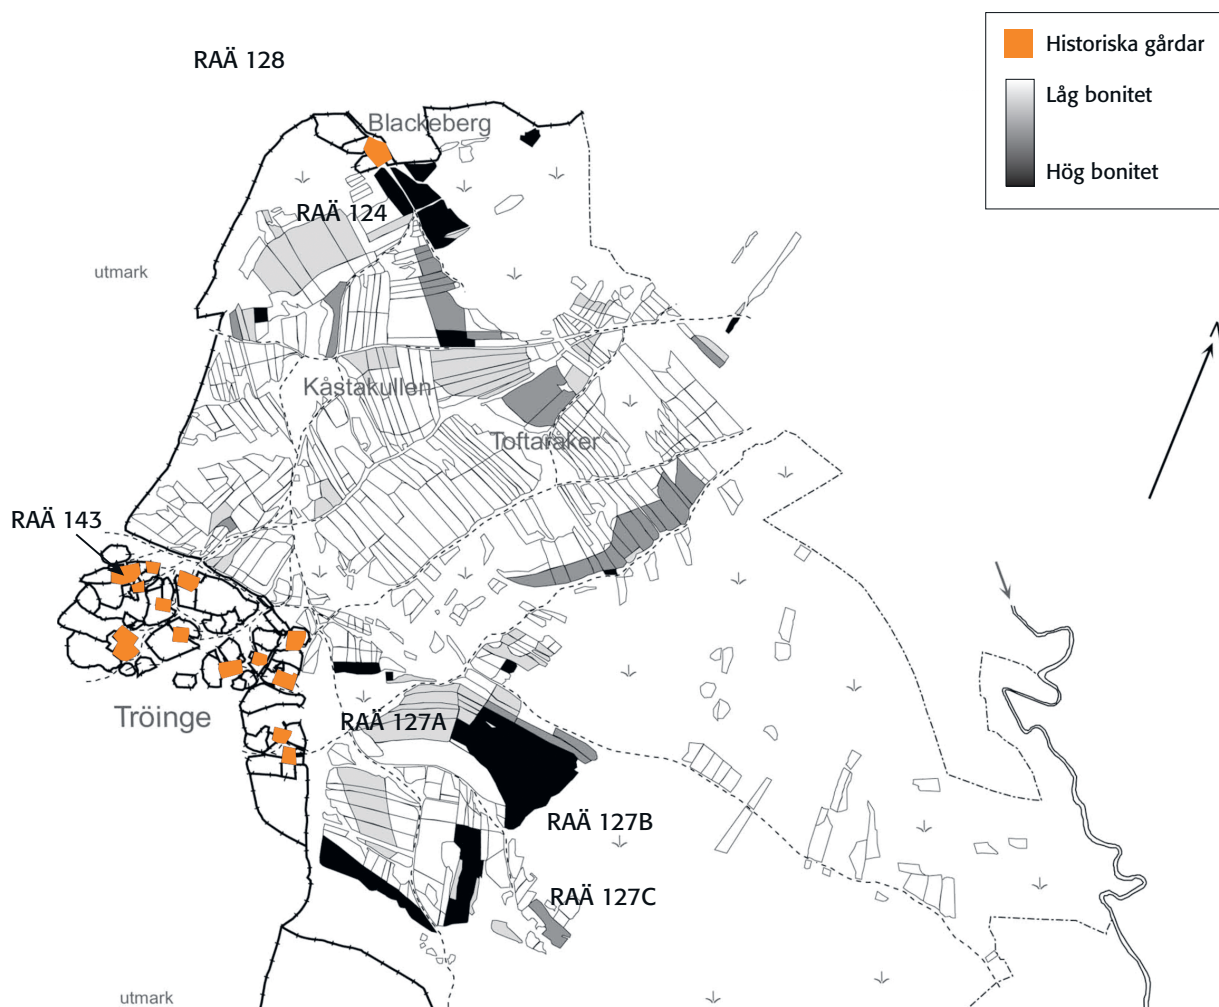 RAÄ 128
Historiska gårdar
Låg bonitet
Hög bonitet
Blackeberg
RAÄ 124
utmark
Kåstakullen
Toftaråker
RAÄ 143
Tröinge
RAÄ 127A
RAÄ 127B
RAÄ 127C
utmark